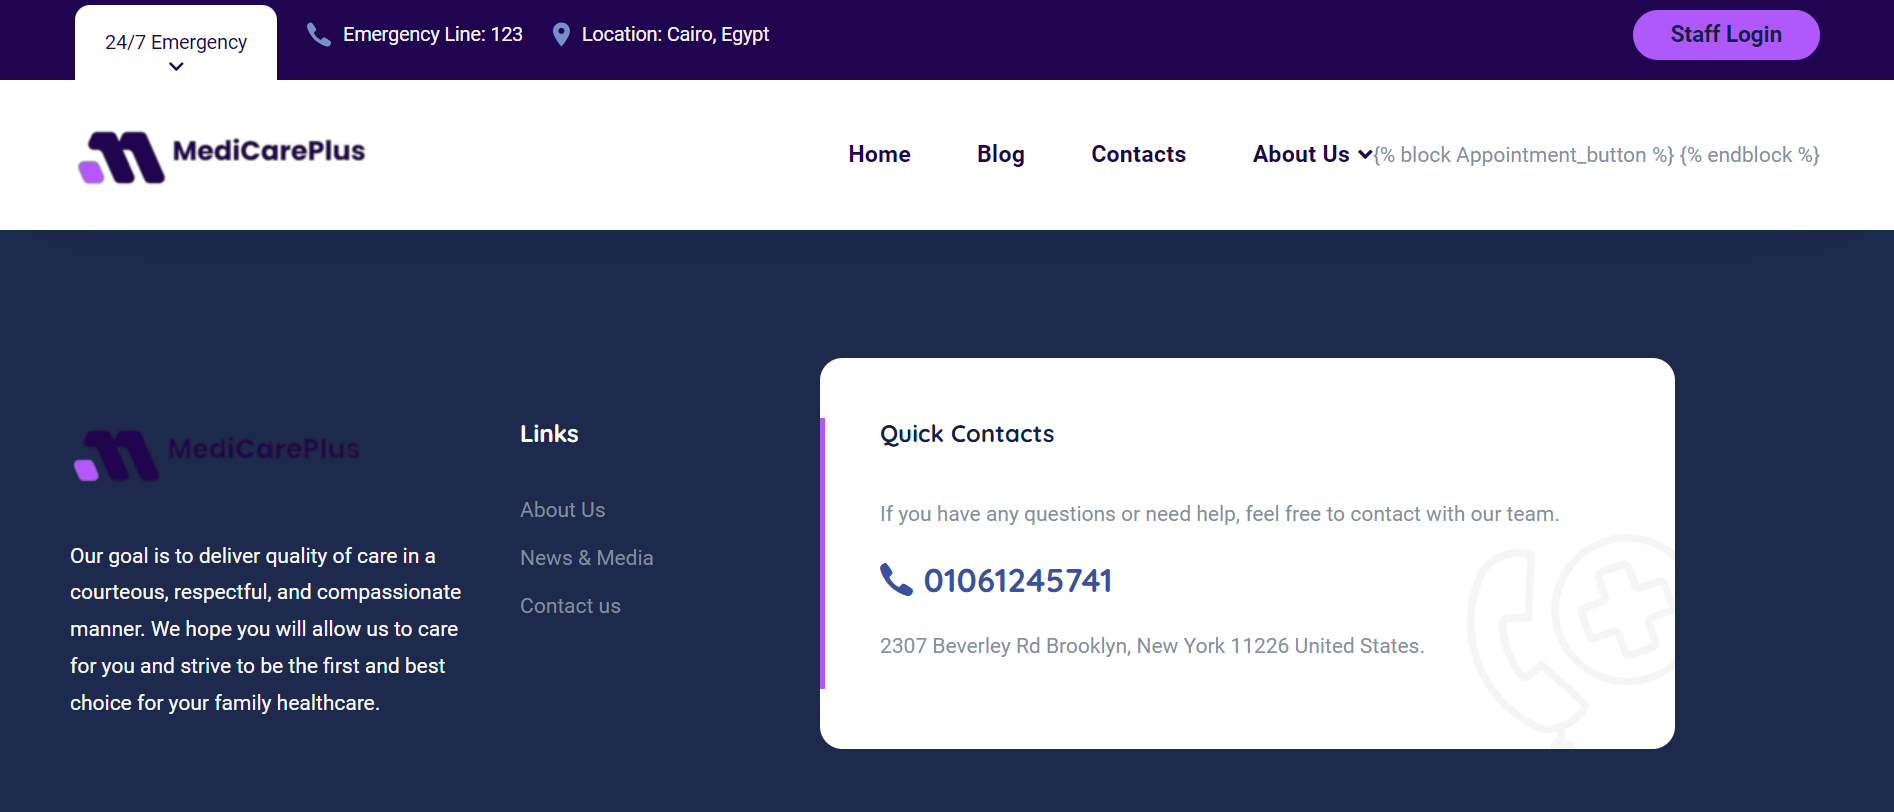 24/7 Emergency
Emergency Line: 123
Location: Cairo, Egypt
Staff Login
MediCarePlus
Home
Blog
Contacts
About Us
{% block Appointment_button %} {% endblock %}
MediCarePlus
Our goal is to deliver quality of care in a
courteous, respectful, and compassionate
manner. We hope you will allow us to care
for you and strive to be the first and best
choice for your family healthcare.
Links
About Us
News & Media
Contact us
Quick Contacts
If you have any questions or need help, feel free to contact with our team.
01061245741
2307 Beverley Rd Brooklyn, New York 11226 United States.